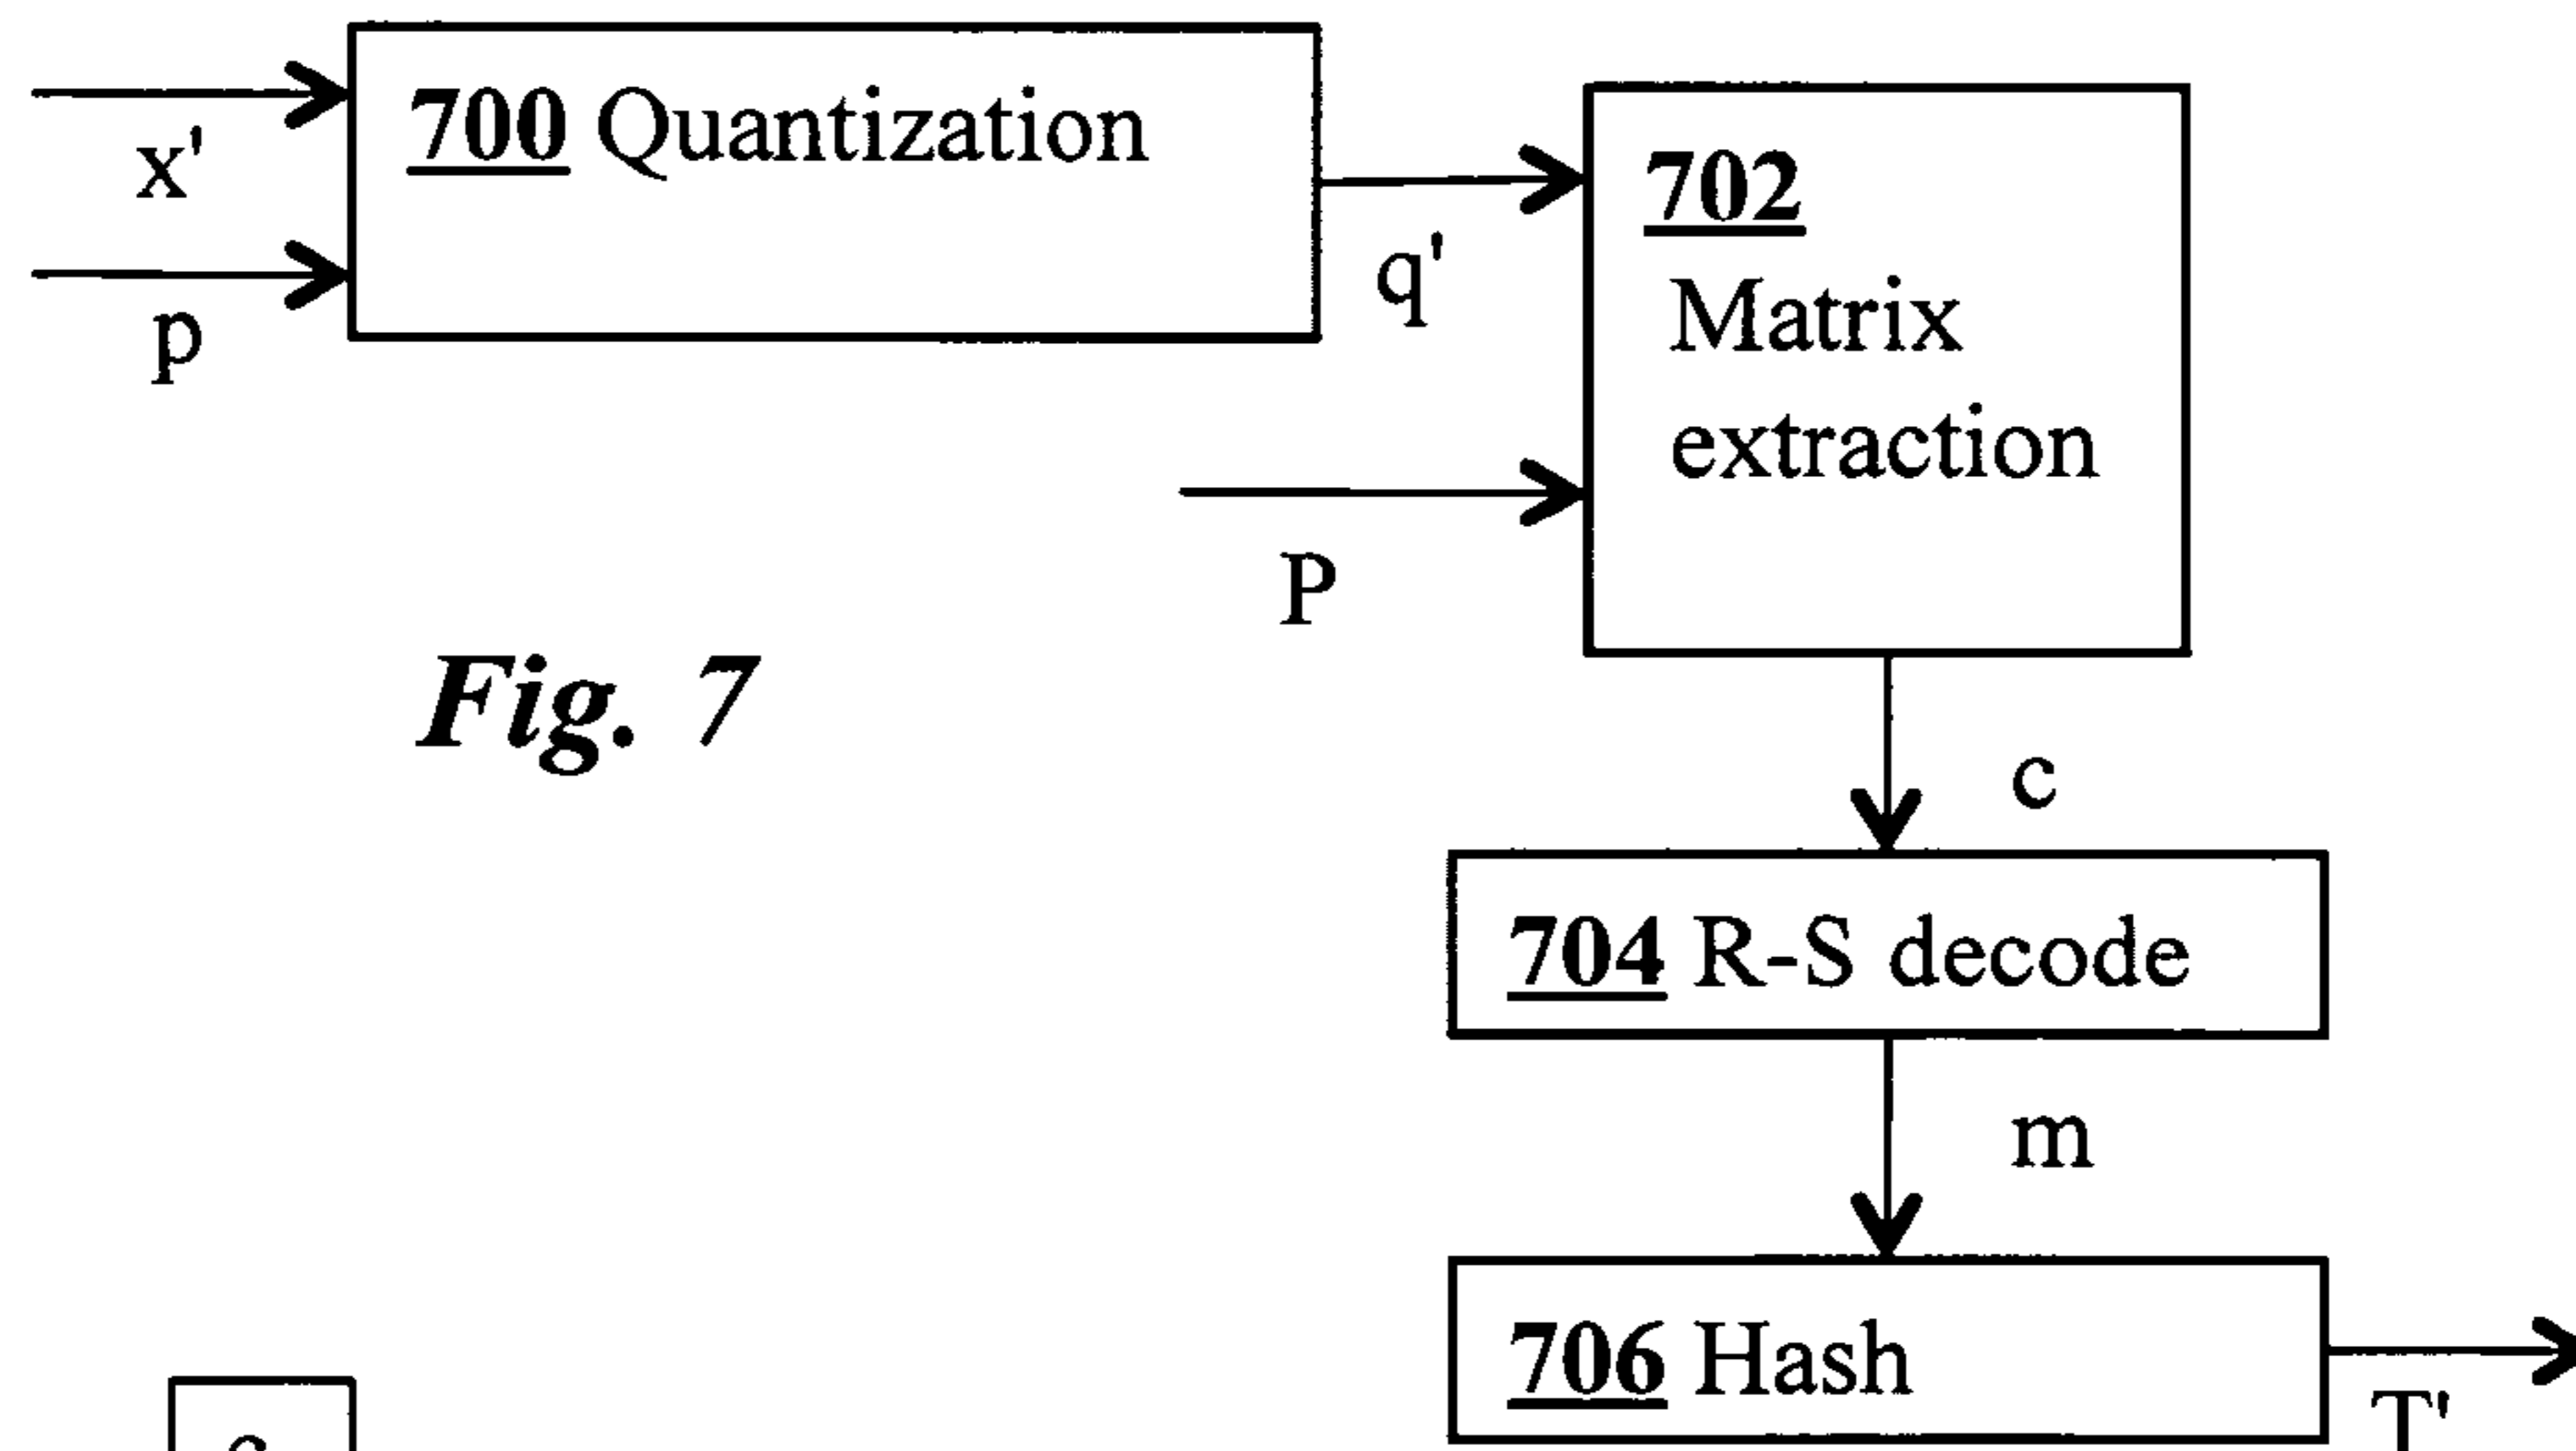 700 Quantization
x'
p
q'
702
Matrix
extraction
P
Fig. 7
c
704 R-S decode
m
706 Hash
T'